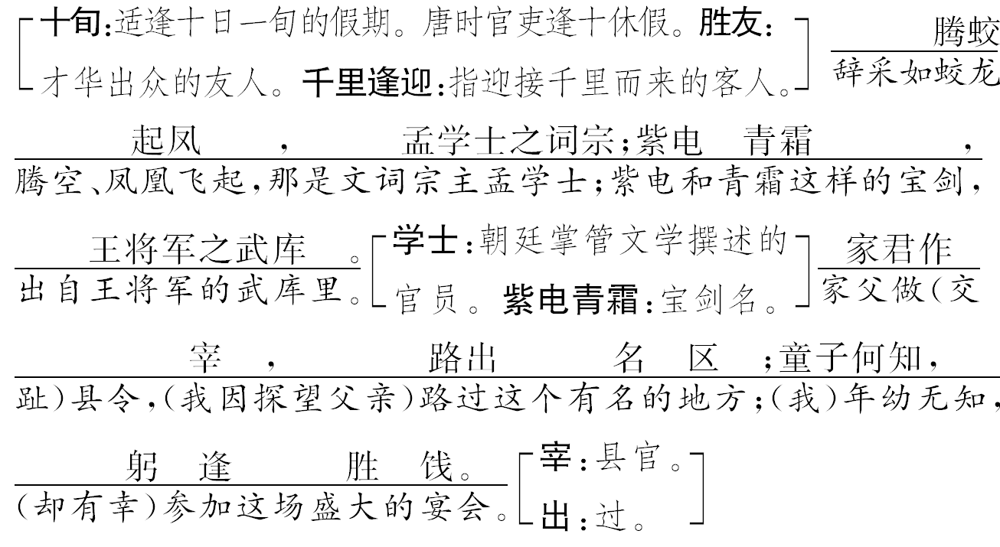 十旬:适逢十日一旬的假期。唐时官吏逢十休假。胜友: 腾蛟
才华出众的友人。千里逢迎:指迎接千里而来的客人。 辞采如蛟龙
起凤,孟学士之词宗;紫电 青霜,
腾空、凤凰飞起,那是文词宗主孟学士;紫电和青霜这样的宝剑,
王将军之武库。 学士:朝廷掌管文学撰述的 家君作
出自王将军的武库里。 官员。紫电青霜:宝剑名。 家父做(交
宰,路出名区;童子何知,
趾)县令,(我因探望父亲)路过这个有名的地方;(我)年幼无知,
躬逢胜饯。 宰:县官。
(却有幸)参加这场盛大的宴会。 出:过。